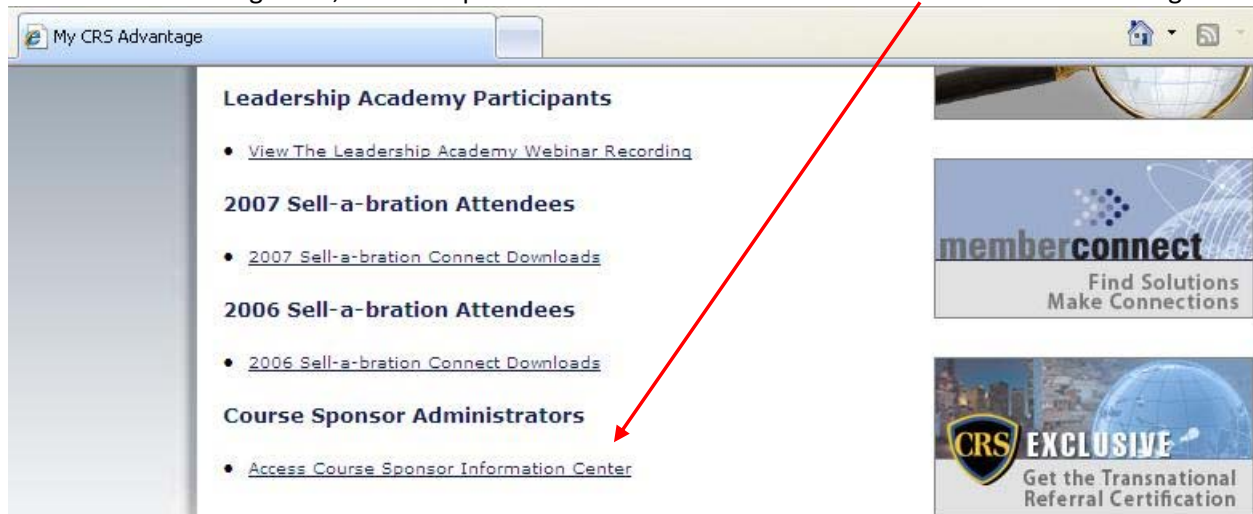 My CRS Advantage
Leadership Academy Participants
• View The Leadership Academy Webinar Recording
2007 Sell-a-bration Attendees
• 2007 Sell-a-bration Connect Downloads
2006 Sell-a-bration Attendees
• 2006 Sell-a-bration Connect Downloads
Course Sponsor Administrators
• Access Course Sponsor Information Center
memberconnect
Find Solutions
Make Connections
CRS EXCLUSIVE
Get the Transnational
Referral Certification